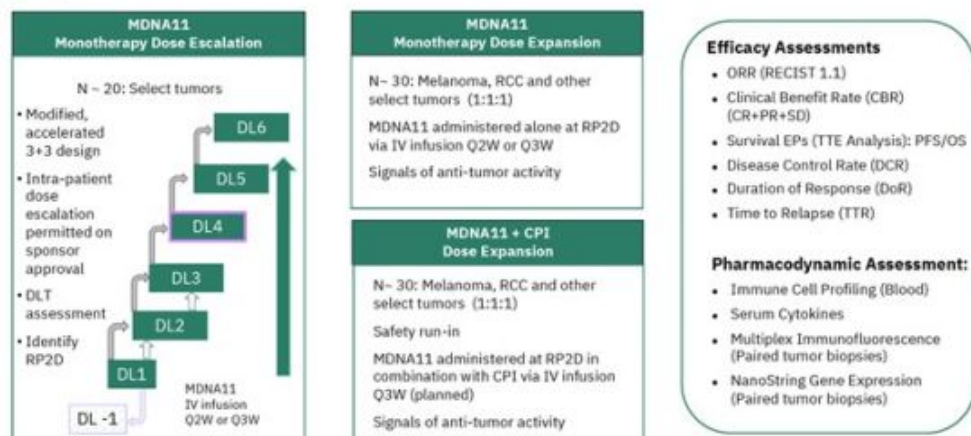 MDNA11
Monotherapy Dose Escalation
N ~ 20: Select tumors
• Modified,
accelerated
3+3 design
• Intra-patient
dose
escalation
permitted on
sponsor
approval
• DLT
assessment
• Identify
RP2D
DL6
DL5
DL4
DL3
DL2
DL1
DL -1
MDNA11
IV infusion
Q2W or Q3W
MDNA11
Monotherapy Dose Expansion
N~ 30: Melanoma, RCC and other
select tumors (1:1:1)
MDNA11 administered alone at RP2D
via IV infusion Q2W or Q3W
Signals of anti-tumor activity
MDNA11 + CPI
Dose Expansion
N~ 30: Melanoma, RCC and other
select tumors (1:1:1)
Safety run-in
MDNA11 administered at RP2D in
combination with CPI via IV infusion
Q3W (planned)
Signals of anti-tumor activity
Efficacy Assessments
• ORR (RECIST 1.1)
• Clinical Benefit Rate (CBR)
(CR+PR+SD)
• Survival EPs (TTE Analysis): PFS/OS
• Disease Control Rate (DCR)
• Duration of Response (DoR)
• Time to Relapse (TTR)
Pharmacodynamic Assessment:
• Immune Cell Profiling (Blood)
• Serum Cytokines
• Multiplex Immunofluorescence
(Paired tumor biopsies)
• NanoString Gene Expression
(Paired tumor biopsies)